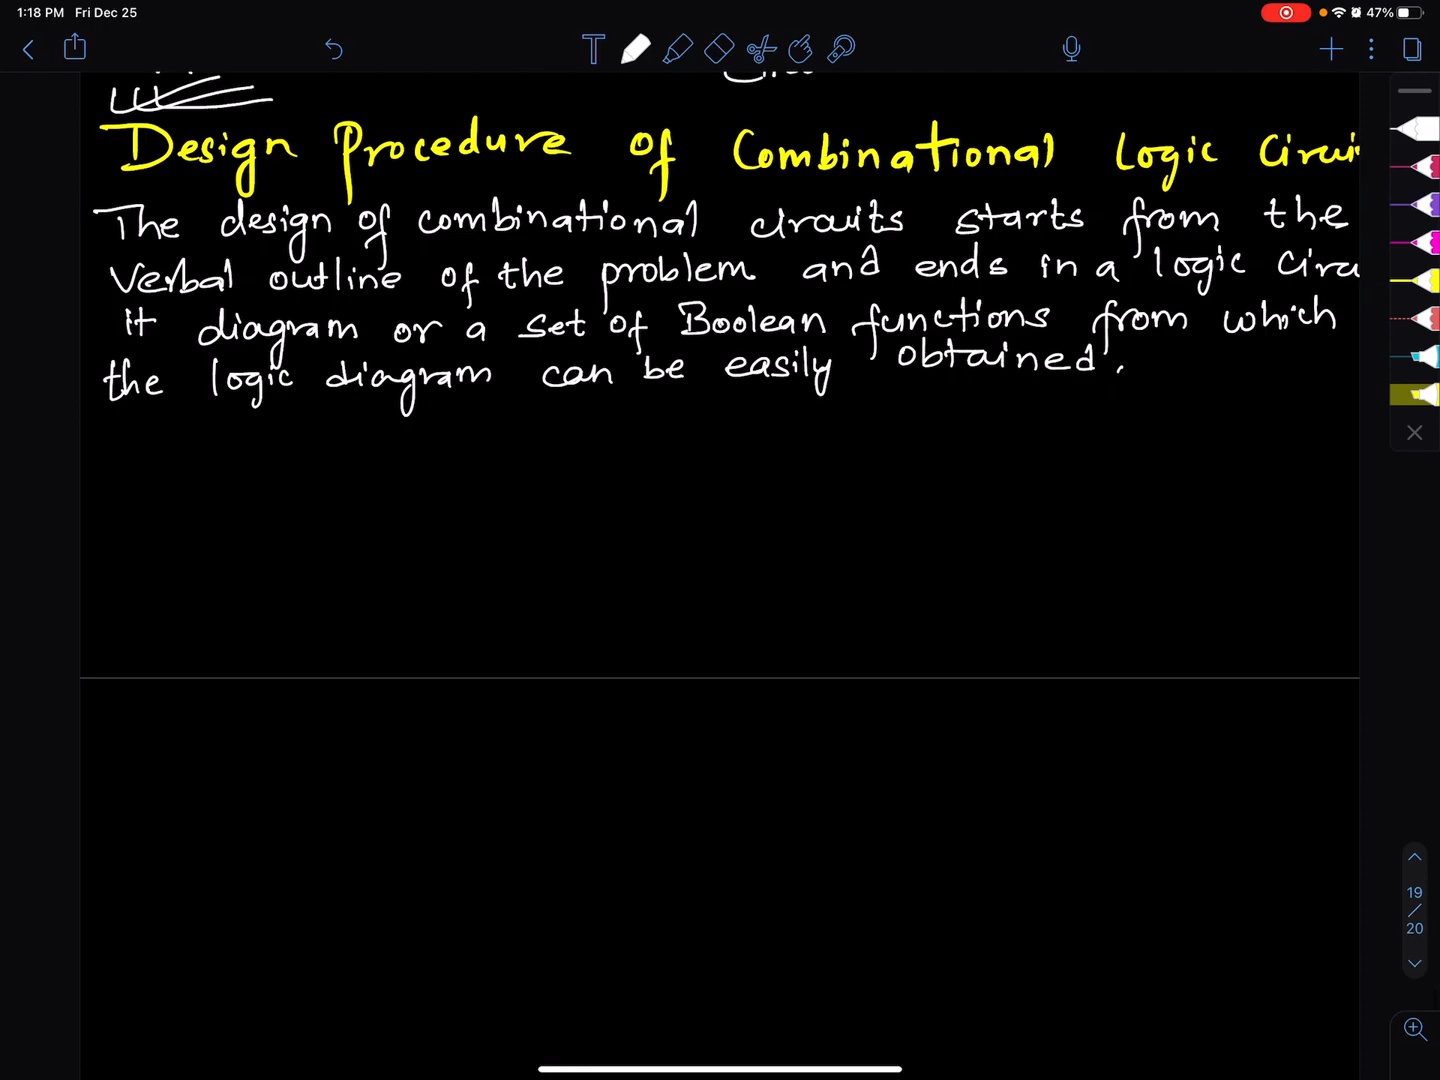 1:18 PM Fri Dec 25
47%
Design Procedure of Combinational Logic Circui
The design of combinational circuits starts from the
Verbal outline of the problem and ends in a logic Circu
it diagram or a set of Boolean functions from which
the logic diagram can be easily obtained.
19
/
20